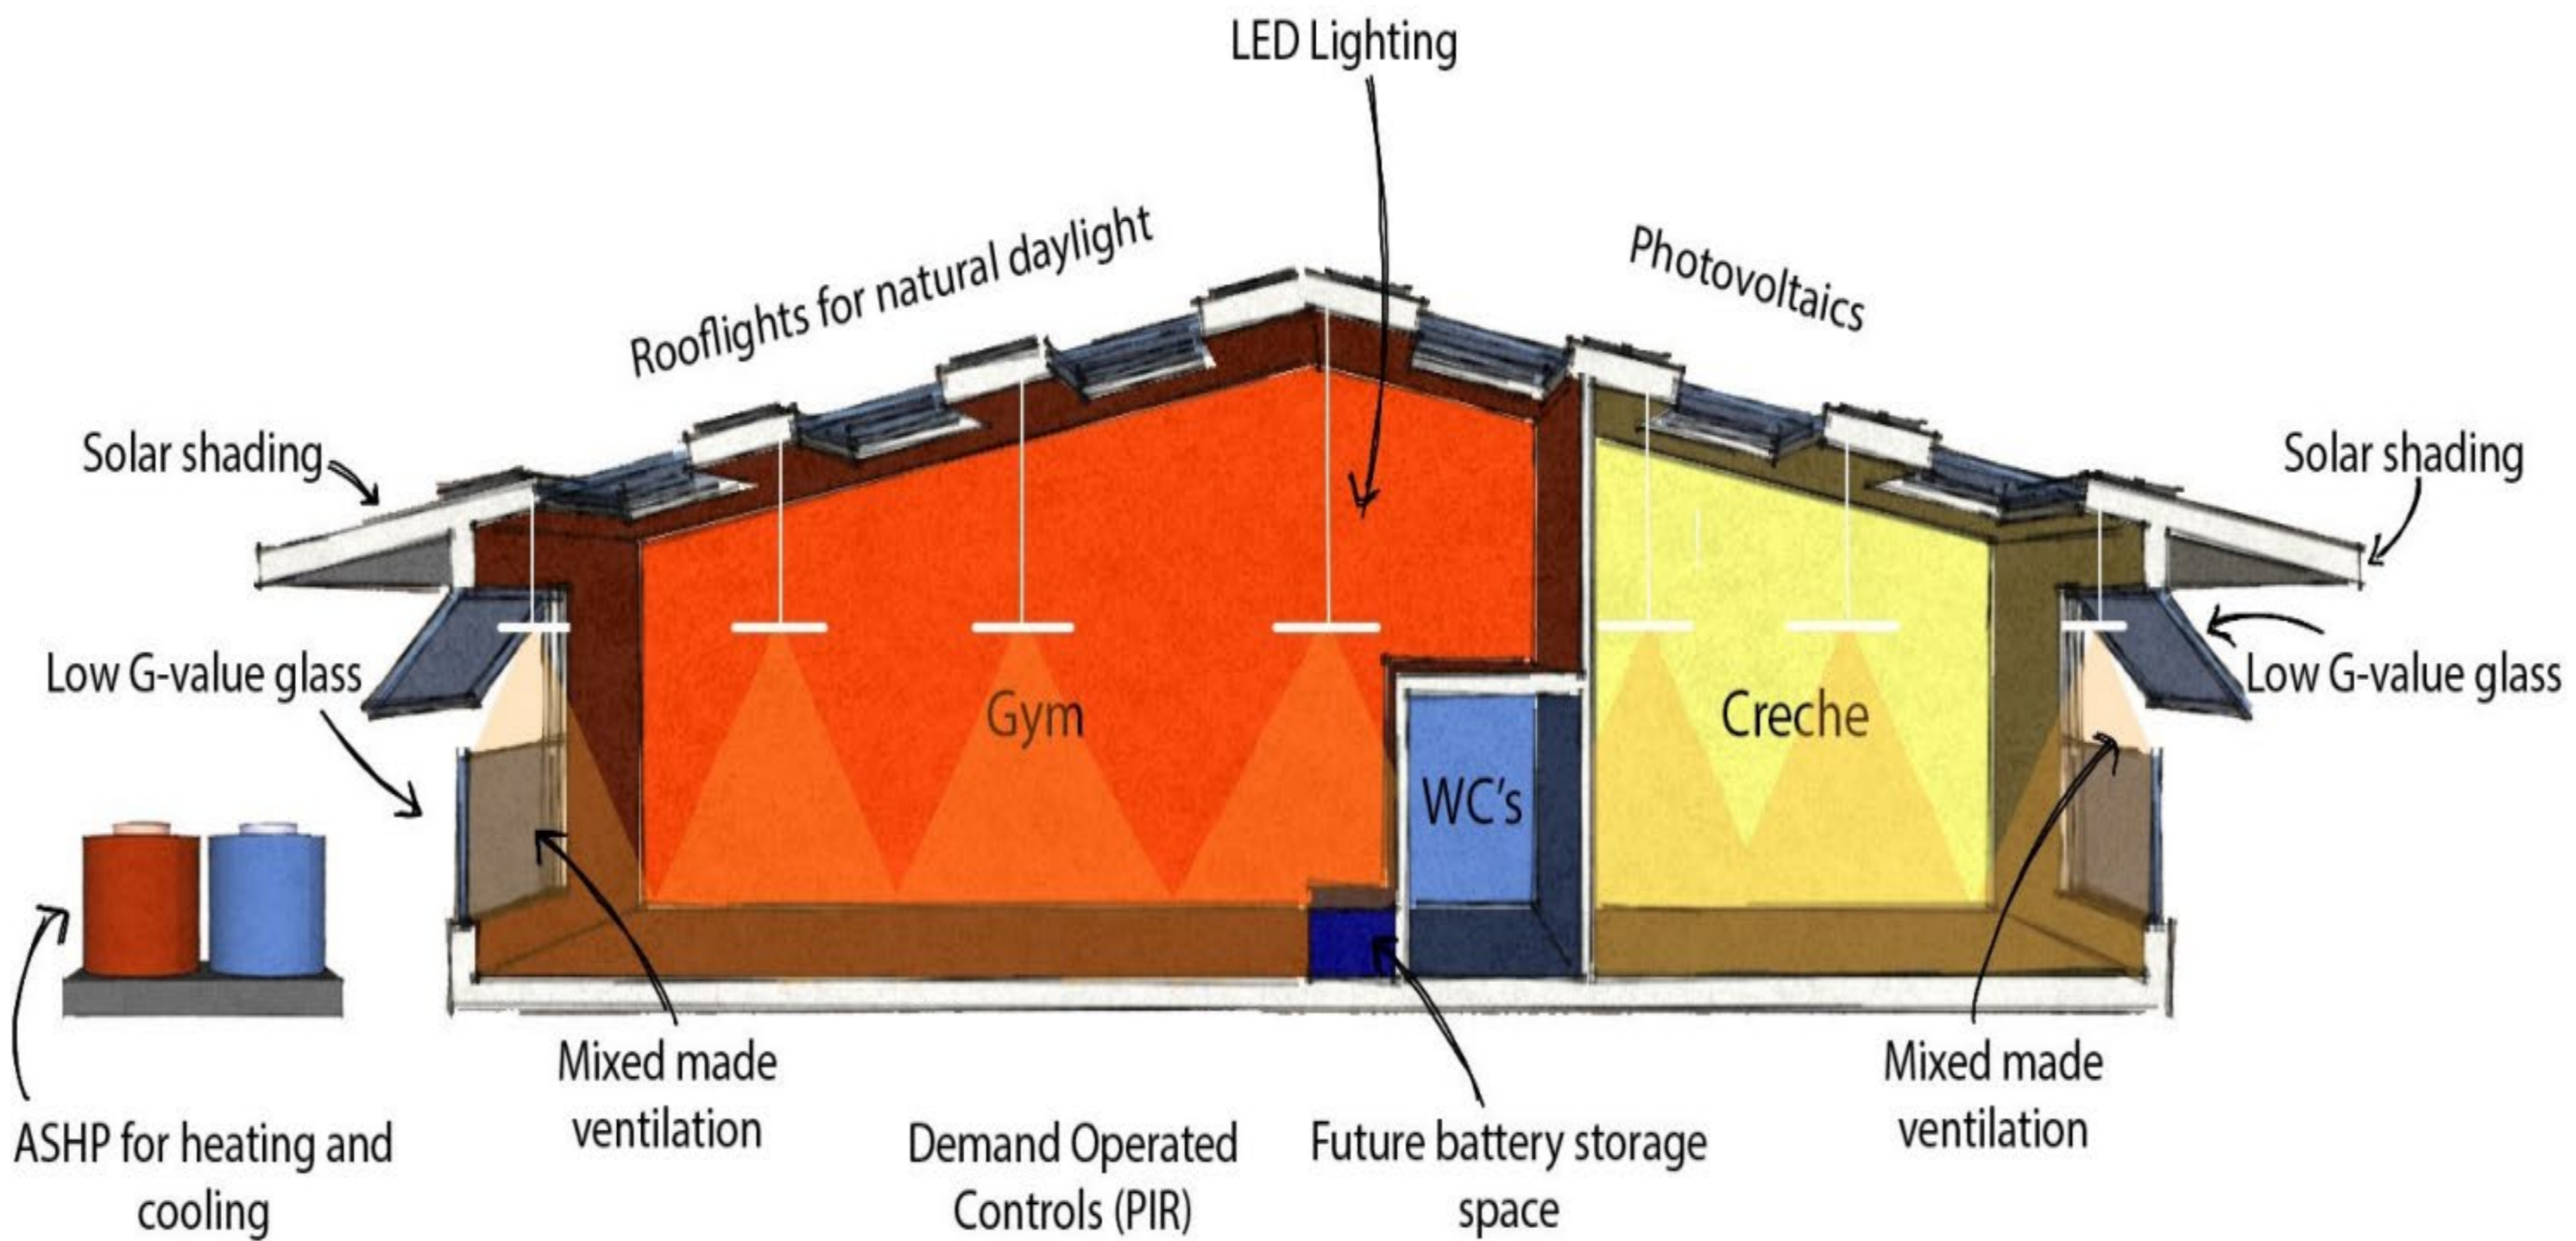 LED Lighting
Rooflights for natural daylight
Photovoltaics
Solar shading
Solar shading
Low G-value glass
Low G-value glass
Gym
Creche
WC's
Mixed made
ventilation
Mixed made
ventilation
ASHP for heating and
cooling
Demand Operated
Controls (PIR)
Future battery storage
space